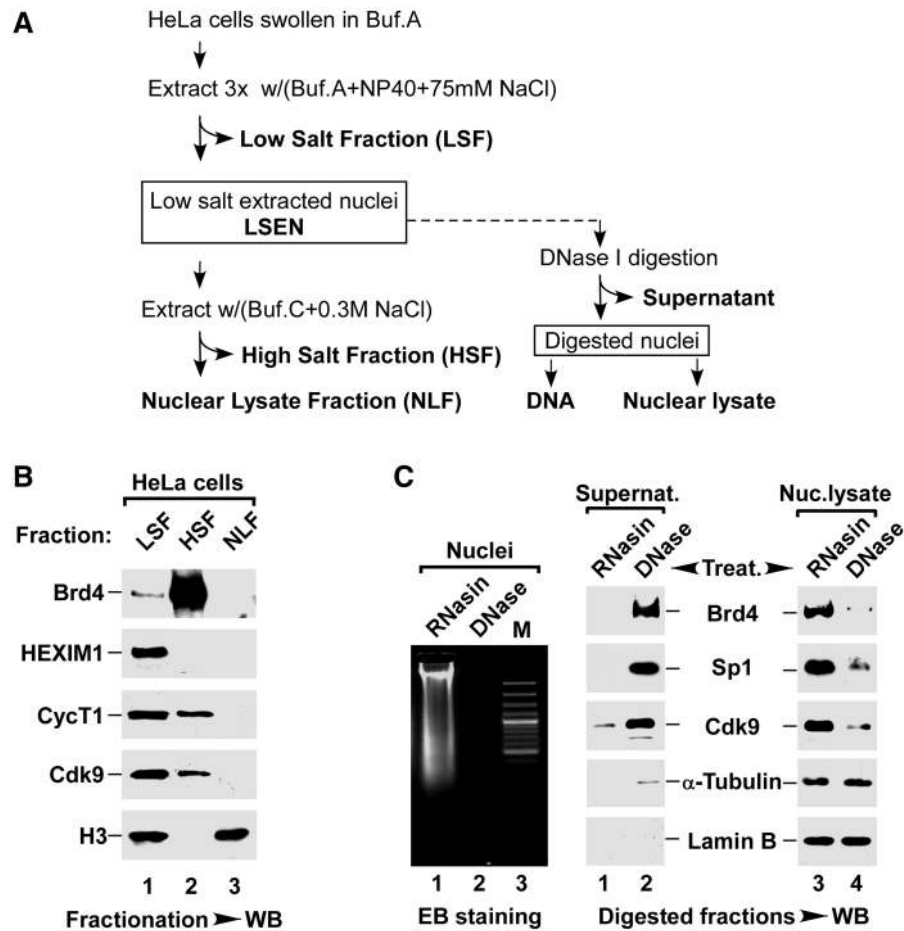 A
HeLa cells swollen in Buf.A
Extract 3x w/(Buf.A+NP40+75mM NaCl)
Low Salt Fraction (LSF)
Low salt extracted nuclei
LSEN
DNase I digestion
Supernatant
Extract w/(Buf.C+0.3M NaCl)
Digested nuclei
High Salt Fraction (HSF)
Nuclear Lysate Fraction (NLF)
DNA
Nuclear lysate
B
HeLa cells
Fraction:
LSF
HSF
NLF
Brd4
HEXIM1
CycT1
Cdk9
H3
1 2 3
Fractionation WB
C
Nuclei
RNasin
DNase
M
1 2 3
EB staining
Supernat.
Nuc.lysate
RNasin
DNase
Treat.
RNasin
DNase
Brd4
Sp1
Cdk9
α-Tubulin
Lamin B
1 2 3 4
Digested fractions WB